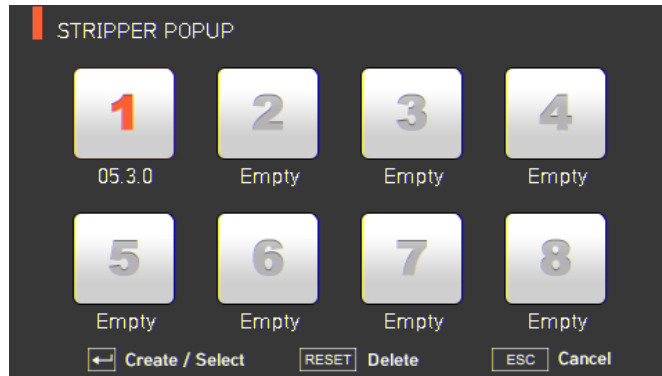 STRIPPER POPUP
1 2 3 4
05.3.0 Empty Empty Empty
5 6 7 8
Empty Empty Empty Empty
Create / Select RESET Delete ESC Cancel